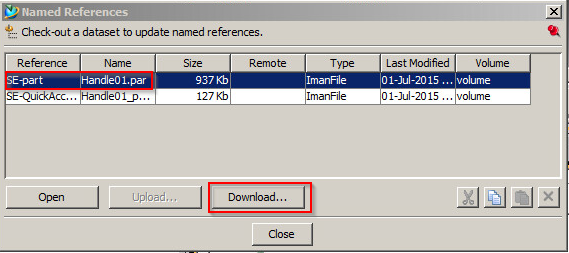 Named References
Check-out a dataset to update named references.
Reference Name Size Remote Type Last Modified Volume
SE-part Handle01.par 937 Kb ImanFile 01-Jul-2015 ... volume
SE-QuickAcc... Handle01_p... 127 Kb ImanFile 01-Jul-2015 ... volume
Open Upload... Download...
Close